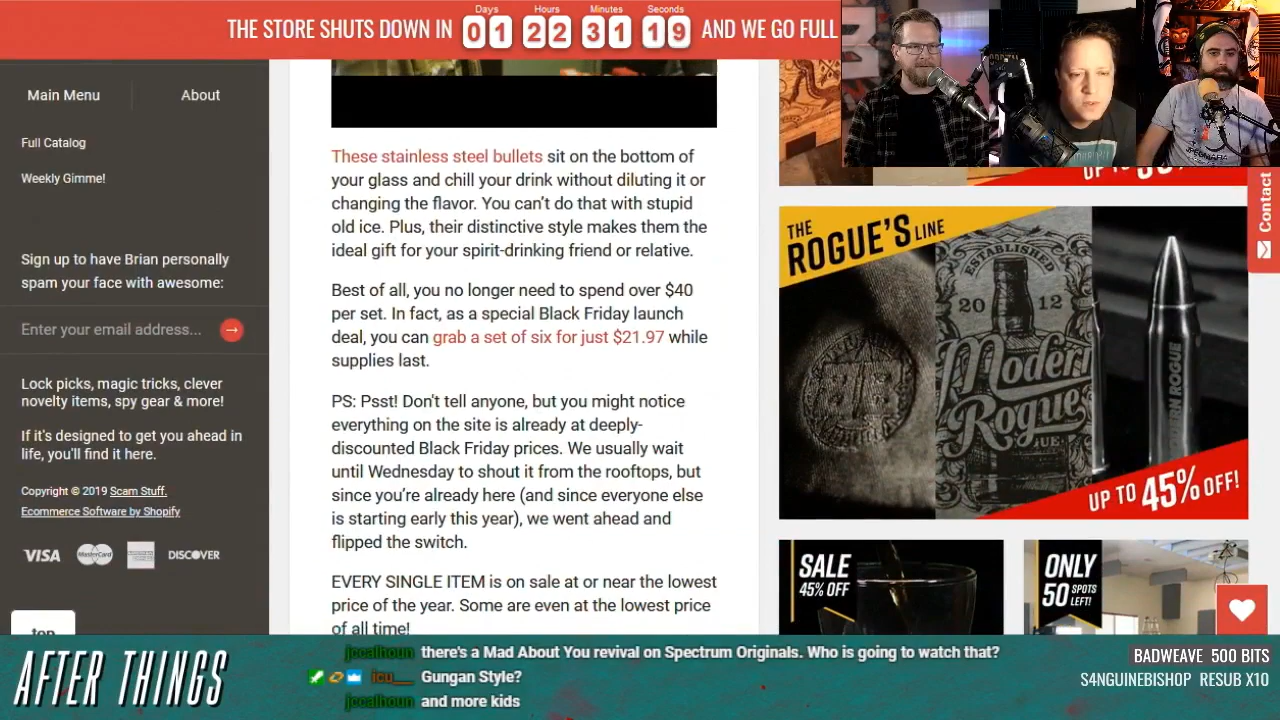 THE STORE SHUTS DOWN IN
Days Hours Minutes Seconds
01 22 31 19
AND WE GO FULL
Main Menu
About
Full Catalog
Weekly Gimme!
Sign up to have Brian personally
spam your face with awesome:
Enter your email address... →
Lock picks, magic tricks, clever
novelty items, spy gear & more!
If it's designed to get you ahead in
life, you'll find it here.
Copyright © 2019 Scam Stuff.
Ecommerce Software by Shopify
VISA MasterCard AMERICAN EXPRESS DISCOVER
top
These stainless steel bullets sit on the bottom of
your glass and chill your drink without diluting it or
changing the flavor. You can't do that with stupid
old ice. Plus, their distinctive style makes them the
ideal gift for your spirit-drinking friend or relative.
Best of all, you no longer need to spend over $40
per set. In fact, as a special Black Friday launch
deal, you can grab a set of six for just $21.97 while
supplies last.
PS: Psst! Don't tell anyone, but you might notice
everything on the site is already at deeply-
discounted Black Friday prices. We usually wait
until Wednesday to shout it from the rooftops, but
since you're already here (and since everyone else
is starting early this year), we went ahead and
flipped the switch.
EVERY SINGLE ITEM is on sale at or near the lowest
price of the year. Some are even at the lowest price
of all time!
UP TO
Contact
THE
ROGUE'S LINE
ESTABLISHED
2012
Modern
Rogue
UP TO 45% OFF!
SALE
45% OFF
ONLY
50 SPOTS
LEFT!
AFTER THINGS
jccalhoun there's a Mad About You revival on Spectrum Originals. Who is going to watch that?
icu__ Gungan Style?
jccalhoun and more kids
BADWEAVE 500 BITS
S4NGUINEBISHOP RESUB X10